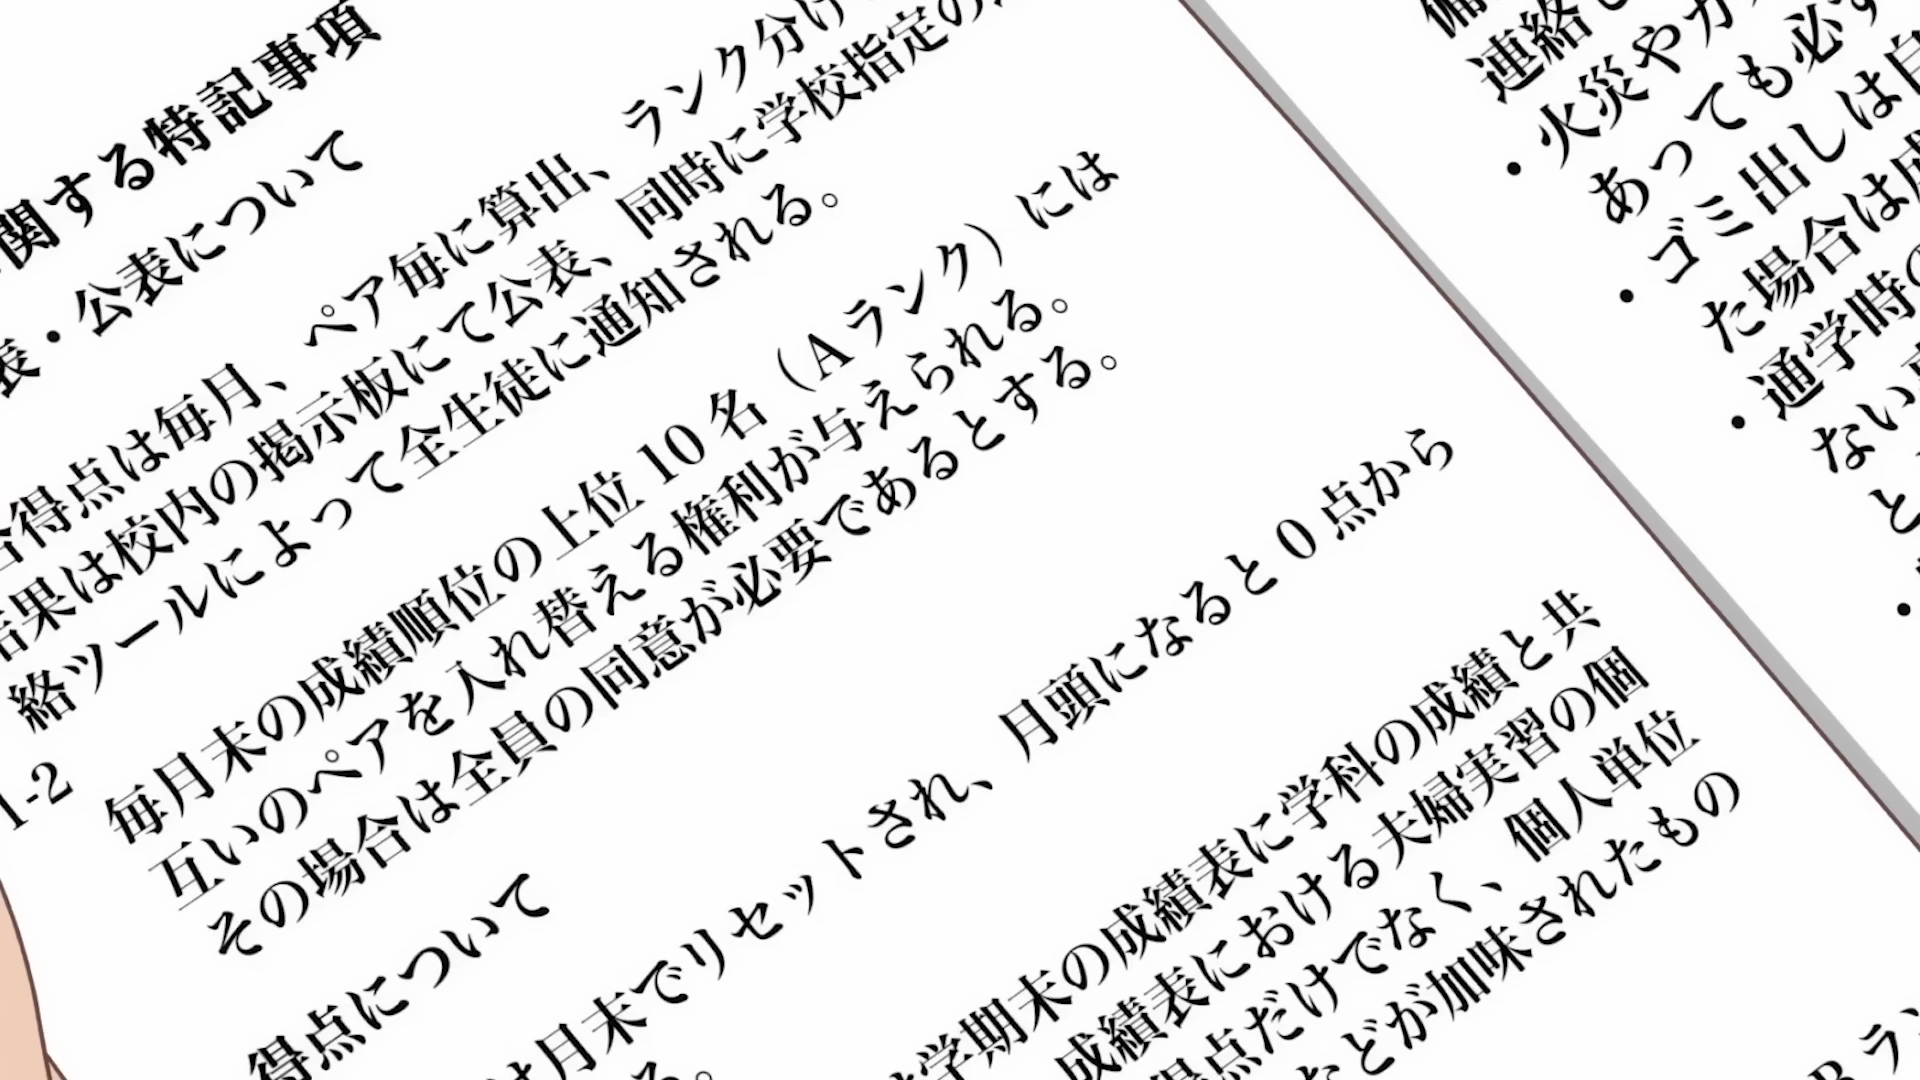 関する特記事項
表・公表について
得点は毎月、ペア毎に算出、ランク分け
結果は校内の掲示板にて公表、同時に学校指定の
絡ツールによって全生徒に通知される。
1-2 毎月末の成績順位の上位 10 名（A ランク）には
互いのペアを入れ替える権利が与えられる。
その場合は全員の同意が必要であるとする。
得点について
は月末でリセットされ、月頭になると 0 点から
る。
学期末の成績表に学科の成績と共
成績表における夫婦実習の個
得点だけでなく、個人単位
などが加味されたもの
連絡
・火災やガ
あっても必ず
・ゴミ出しは自
た場合は
・通学時の
ない
と
・
B ラン